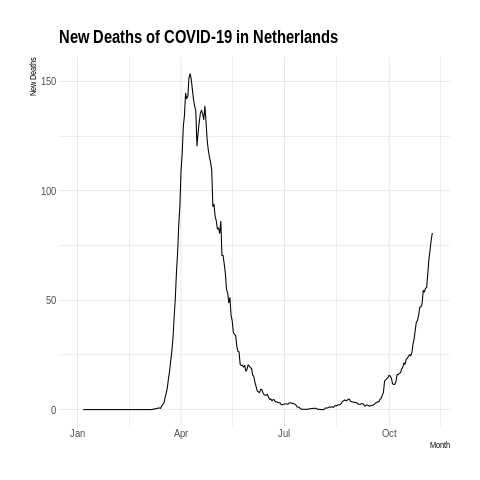 New Deaths of COVID-19 in Netherlands
New Deaths
150
100
50
0
Jan Apr Jul Oct
Month